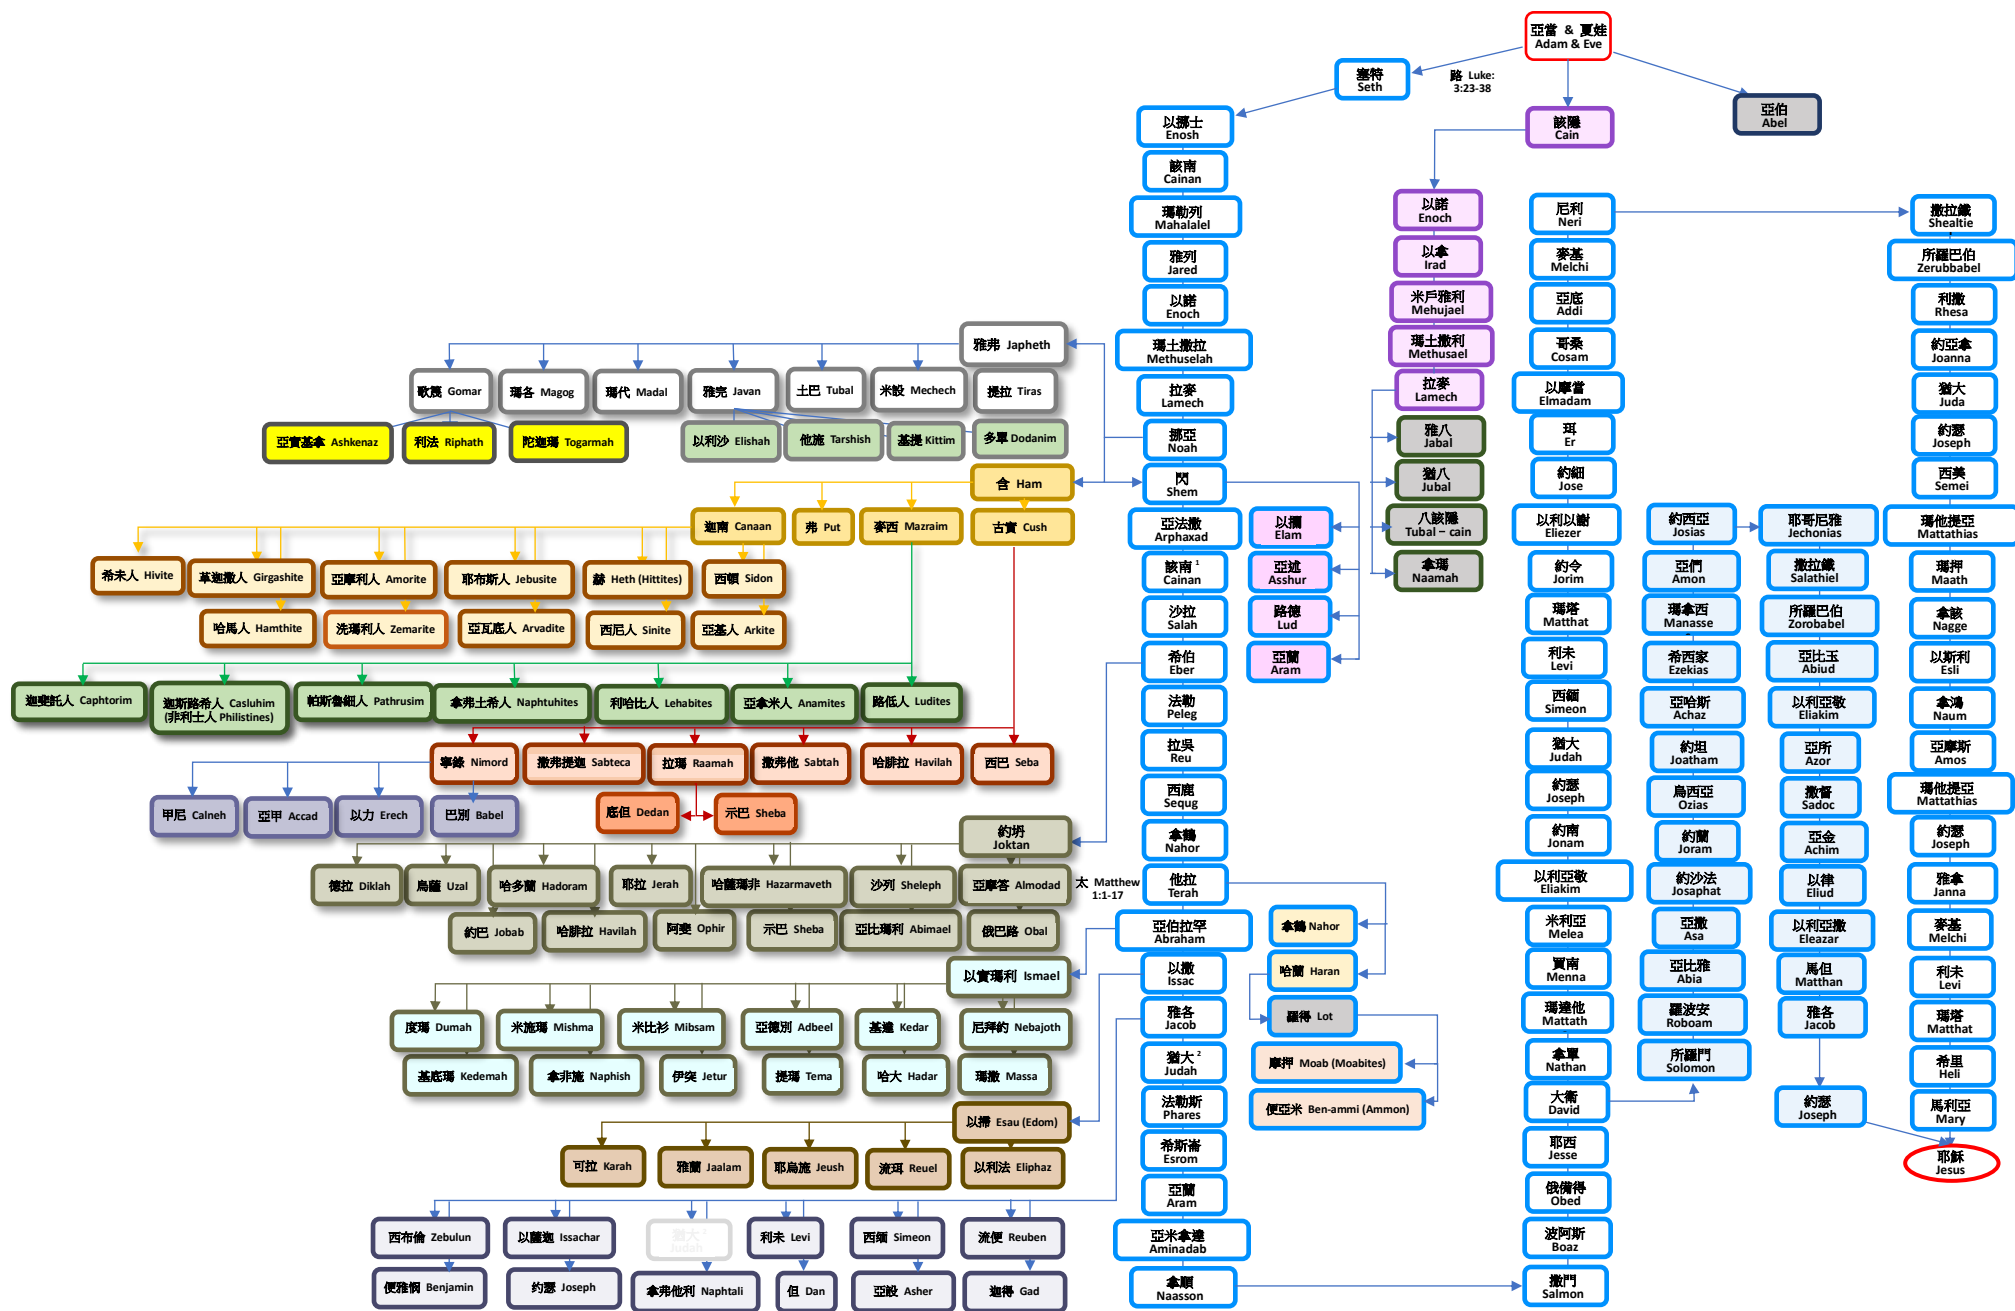 亞當 & 夏娃
Adam & Eve
塞特
Seth
路 Luke:
3:23-38
該隱
Cain
亞伯
Abel
以挪士
Enosh
該南
Cainan
瑪勒列
Mahalalel
雅列
Jared
以諾
Enoch
瑪土撒拉
Methuselah
拉麥
Lamech
挪亞
Noah
閃
Shem
亞法撒
Arphaxad
該南 1
Cainan
沙拉
Salah
希伯
Eber
法勒
Peleg
拉吳
Reu
西鹿
Sequg
拿鶴
Nahor
他拉
Terah
太 Matthew
1:1-17
亞伯拉罕
Abraham
以撒
Issac
雅各
Jacob
猶大 2
Judah
法勒斯
Phares
希斯崙
Esrom
亞蘭
Aram
亞米拿達
Aminadab
拿順
Naasson
以諾
Enoch
以拿
Irad
米戶雅利
Mehujael
瑪土撒利
Methusael
拉麥
Lamech
雅八
Jabal
猶八
Jubal
八該隱
Tubal – cain
拿瑪
Naamah
以攔
Elam
亞述
Asshur
路德
Lud
亞蘭
Aram
拿鶴 Nahor
哈蘭 Haran
羅得 Lot
摩押 Moab (Moabites)
便亞米 Ben-ammi (Ammon)
雅弗 Japheth
歌篾 Gomar
瑪各 Magog
瑪代 Madal
雅完 Javan
土巴 Tubal
米設 Mechech
提拉 Tiras
亞實基拿 Ashkenaz
利法 Riphath
陀迦瑪 Togarmah
以利沙 Elishah
他施 Tarshish
基提 Kittim
多單 Dodanim
含 Ham
迦南 Canaan
弗 Put
麥西 Mazraim
古實 Cush
希未人 Hivite
革迦撒人 Girgashite
亞摩利人 Amorite
耶布斯人 Jebusite
赫 Heth (Hittites)
西頓 Sidon
哈馬人 Hamthite
洗瑪利人 Zemarite
亞瓦底人 Arvadite
西尼人 Sinite
亞基人 Arkite
迦斐託人 Caphtorim
迦斯路希人 Casluhim
(非利士人 Philistines)
帕斯魯細人 Pathrusim
拿弗土希人 Naphtuhites
利哈比人 Lehabites
亞拿米人 Anamites
路低人 Ludites
寧錄 Nimord
撒弗提迦 Sabteca
拉瑪 Raamah
撒弗他 Sabtah
哈腓拉 Havilah
西巴 Seba
甲尼 Calneh
亞甲 Accad
以力 Erech
巴別 Babel
底但 Dedan
示巴 Sheba
約坍
Joktan
德拉 Diklah
烏薩 Uzal
哈多蘭 Hadoram
耶拉 Jerah
哈薩瑪非 Hazarmaveth
沙列 Sheleph
亞摩答 Almodad
約巴 Jobab
哈腓拉 Havilah
阿斐 Ophir
示巴 Sheba
亞比瑪利 Abimael
俄巴路 Obal
以實瑪利 Ismael
度瑪 Dumah
米施瑪 Mishma
米比衫 Mibsam
亞德別 Adbeel
基達 Kedar
尼拜約 Nebajoth
基底瑪 Kedemah
拿非施 Naphish
伊突 Jetur
提瑪 Tema
哈大 Hadar
瑪撒 Massa
以掃 Esau (Edom)
可拉 Karah
雅蘭 Jaalam
耶烏施 Jeush
流珥 Reuel
以利法 Eliphaz
西布倫 Zebulun
以薩迦 Issachar
猶大 2
Judah
利未 Levi
西緬 Simeon
流便 Reuben
便雅憫 Benjamin
约瑟 Joseph
拿弗他利 Naphtali
但 Dan
亞設 Asher
迦得 Gad
尼利
Neri
麥基
Melchi
亞底
Addi
哥桑
Cosam
以摩當
Elmadam
珥
Er
約細
Jose
以利以謝
Eliezer
約令
Jorim
瑪塔
Matthat
利未
Levi
西緬
Simeon
猶大
Judah
約瑟
Joseph
約南
Jonam
以利亞敬
Eliakim
米利亞
Melea
買南
Menna
瑪達他
Mattath
拿單
Nathan
大衛
David
耶西
Jesse
俄備得
Obed
波阿斯
Boaz
撒門
Salmon
約西亞
Josias
亞們
Amon
瑪拿西
Manasse
希西家
Ezekias
亞哈斯
Achaz
約坦
Joatham
烏西亞
Ozias
約蘭
Joram
約沙法
Josaphat
亞撒
Asa
亞比雅
Abia
羅波安
Roboam
所羅門
Solomon
耶哥尼雅
Jechonias
撒拉鐵
Salathiel
所羅巴伯
Zorobabel
亞比玉
Abiud
以利亞敬
Eliakim
亞所
Azor
撒督
Sadoc
亞金
Achim
以律
Eliud
以利亞撒
Eleazar
馬但
Matthan
雅各
Jacob
約瑟
Joseph
撒拉鐵
Shealtie
所羅巴伯
Zerubbabel
利撒
Rhesa
約亞拿
Joanna
猶大
Juda
約瑟
Joseph
西美
Semei
瑪他提亞
Mattathias
瑪押
Maath
拿該
Nagge
以斯利
Esli
拿鴻
Naum
亞摩斯
Amos
瑪他提亞
Mattathias
約瑟
Joseph
雅拿
Janna
麥基
Melchi
利未
Levi
瑪塔
Matthat
希里
Heli
馬利亞
Mary
耶穌
Jesus